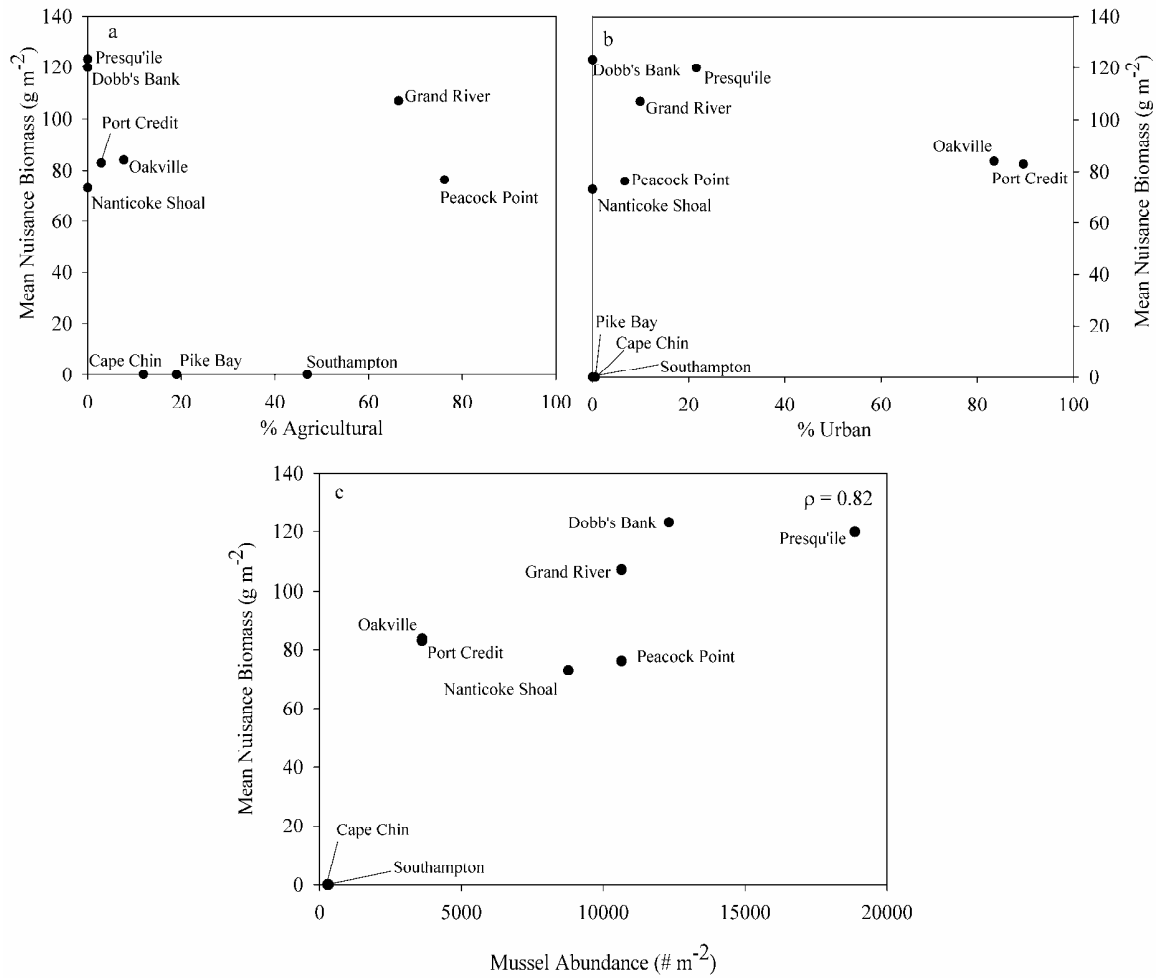 a
Mean Nuisance Biomass (g m-2)
140
120
100
80
60
40
20
0
Presqu'ile
Dobb's Bank
Port Credit
Oakville
Nanticoke Shoal
Grand River
Peacock Point
Cape Chin
Pike Bay
Southampton
0
20
40
60
80
100
% Agricultural
b
140
120
100
80
60
40
20
0
Mean Nuisance Biomass (g m-2)
Dobb's Bank
Presqu'ile
Grand River
Oakville
Port Credit
Peacock Point
Nanticoke Shoal
Pike Bay
Cape Chin
Southampton
0
20
40
60
80
100
% Urban
c
ρ = 0.82
Mean Nuisance Biomass (g m-2)
140
120
100
80
60
40
20
0
Dobb's Bank
Presqu'ile
Grand River
Oakville
Port Credit
Peacock Point
Nanticoke Shoal
Cape Chin
Southampton
0
5000
10000
15000
20000
Mussel Abundance (# m-2)